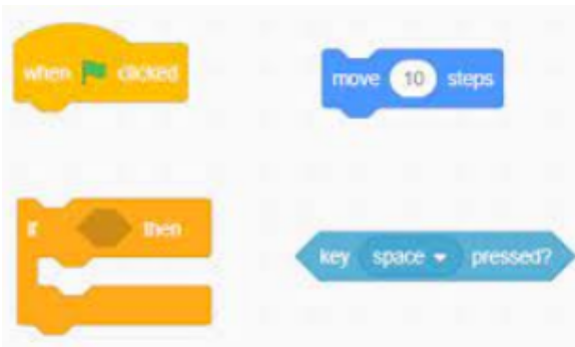 when clicked
move 10 steps
if then
key space pressed?